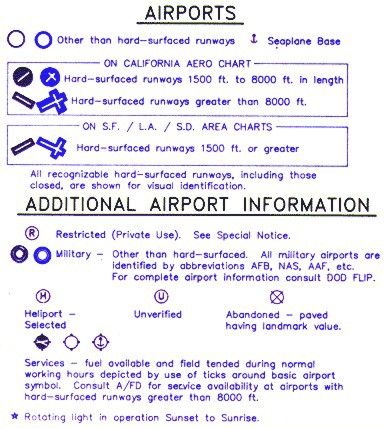 AIRPORTS
Other than hard-surfaced runways Seaplane Base
ON CALIFORNIA AERO CHART
Hard-surfaced runways 1500 ft. to 8000 ft. in length
Hard-surfaced runways greater than 8000 ft.
ON S.F. / L.A. / S.D. AREA CHARTS
Hard-surfaced runways 1500 ft. or greater
All recognizable hard-surfaced runways, including those
closed, are shown for visual identification.
ADDITIONAL AIRPORT INFORMATION
R Restricted (Private Use). See Special Notice.
Military - Other than hard-surfaced. All military airports are
identified by abbreviations AFB, NAS, AAF, etc.
For complete airport information consult DOD FLIP.
H U
Heliport - Unverified Abandoned - paved
Selected having landmark value.
Services - fuel available and field tended during normal
working hours depicted by use of ticks around basic airport
symbol. Consult A/FD for service availability at airports with
hard-surfaced runways greater than 8000 ft.
Rotating light in operation Sunset to Sunrise.